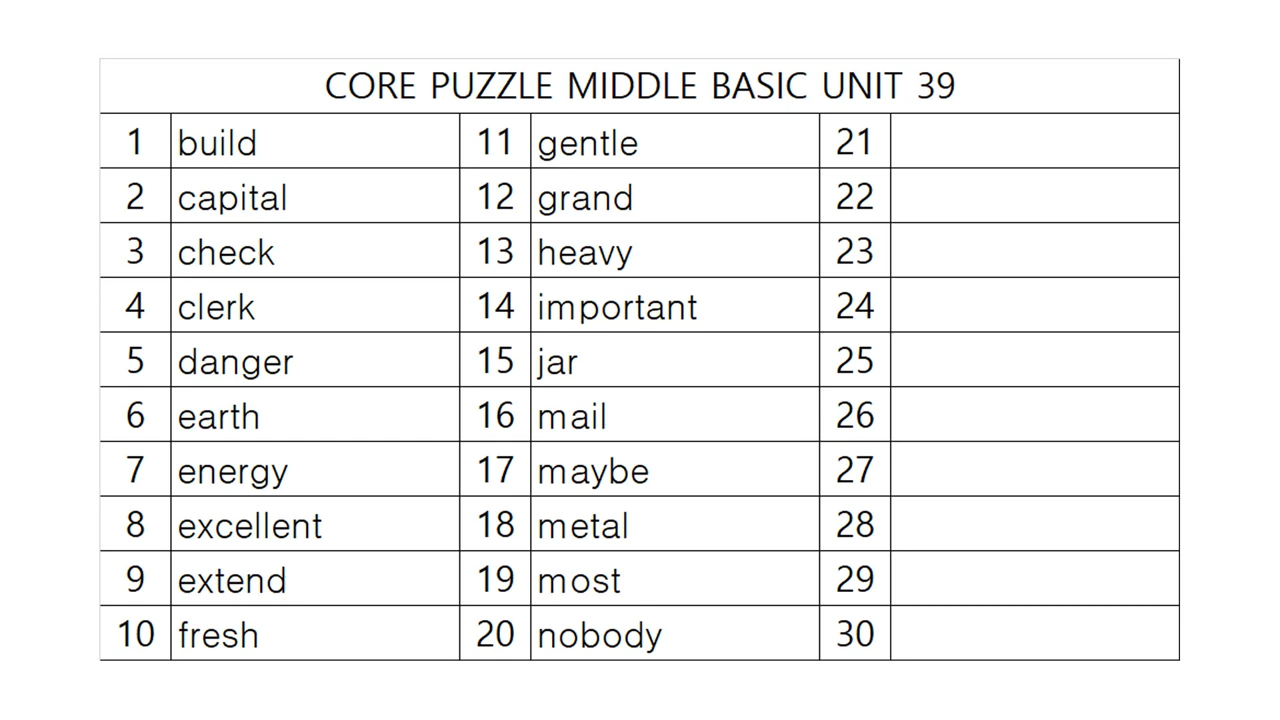 CORE PUZZLE MIDDLE BASIC UNIT 39
1 build 11 gentle 21
2 capital 12 grand 22
3 check 13 heavy 23
4 clerk 14 important 24
5 danger 15 jar 25
6 earth 16 mail 26
7 energy 17 maybe 27
8 excellent 18 metal 28
9 extend 19 most 29
10 fresh 20 nobody 30